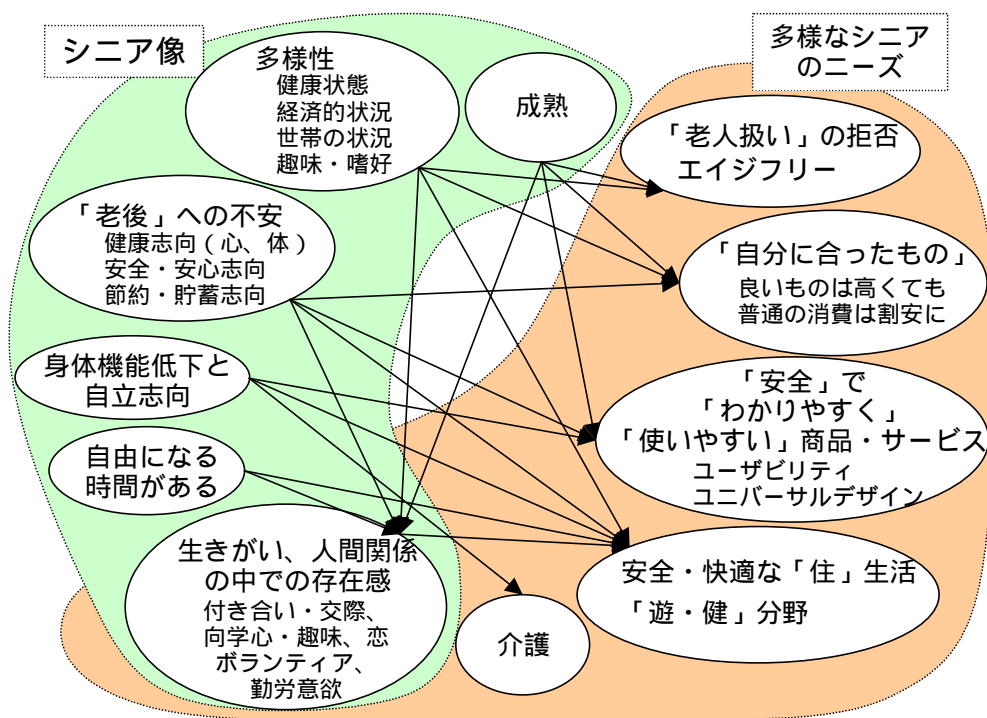 シニア像
多様性
健康状態
経済的状況
世帯の状況
趣味・嗜好
成熟
「老後」への不安
健康志向(心、体)
安全・安心志向
節約・貯蓄志向
身体機能低下と
自立志向
自由になる
時間がある
生きがい、人間関係
の中での存在感
付き合い・交際、
向学心・趣味、恋
ボランティア、
勤労意欲
多様なシニア
のニーズ
「老人扱い」の拒否
エイジフリー
「自分に合ったもの」
良いものは高くても
普通の消費は割安に
「安全」で
「わかりやすく」
「使いやすい」商品・サービス
ユーザビリティ
ユニバーサルデザイン
安全・快適な「住」生活
「遊・健」分野
介護